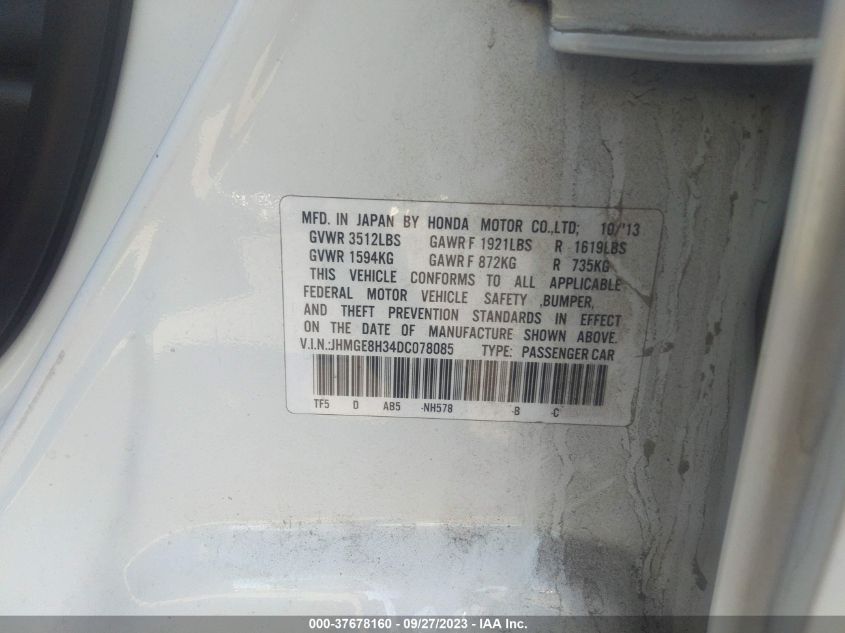 MFD. IN JAPAN BY HONDA MOTOR CO.,LTD; 10/'13
GVWR 3512LBS GAWR F 1921LBS R 1619LBS
GVWR 1594KG GAWR F 872KG R 735KG
THIS VEHICLE CONFORMS TO ALL APPLICABLE
FEDERAL MOTOR VEHICLE SAFETY ,BUMPER,
AND THEFT PREVENTION STANDARDS IN EFFECT
ON THE DATE OF MANUFACTURE SHOWN ABOVE.
V.I.N.:JHMGE8H34DC078085 TYPE: PASSENGER CAR
TF5 D AB5 -NH578 -B -C
000-37678160 - 09/27/2023 - IAAI Inc.